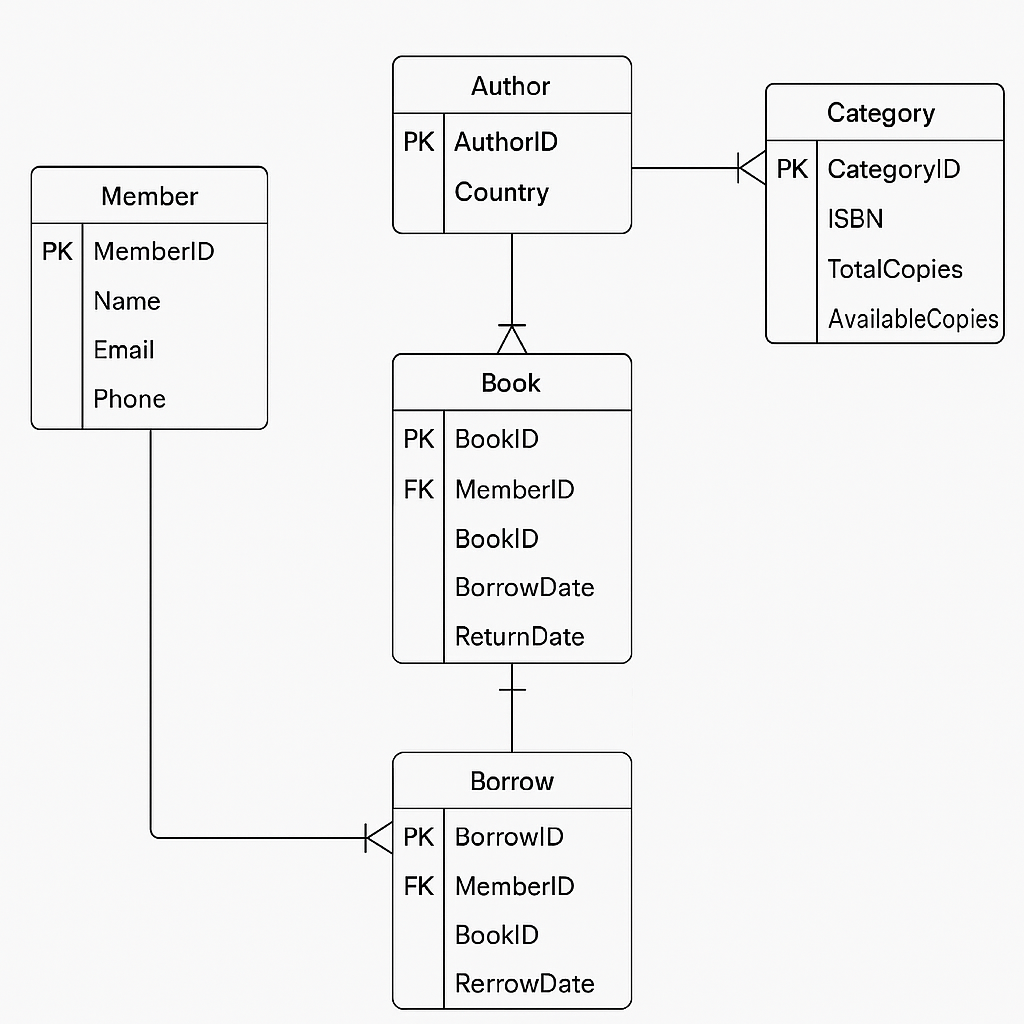 Author
PK AuthorID
Country
Category
PK CategoryID
ISBN
TotalCopies
AvailableCopies
Member
PK MemberID
Name
Email
Phone
Book
PK BookID
FK MemberID
BookID
BorrowDate
ReturnDate
Borrow
PK BorrowID
FK MemberID
BookID
RerrowDate